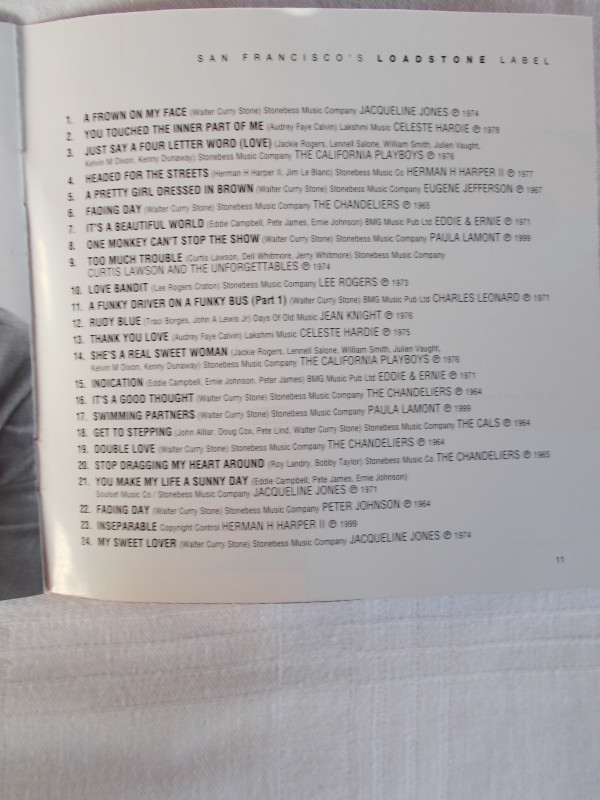 SAN FRANCISCO'S LOADSTONE LABEL
1. A FROWN ON MY FACE (Walter Curry Stone) Stonebess Music Company JACQUELINE JONES ℗ 1974
2. YOU TOUCHED THE INNER PART OF ME (Audrey Faye Calvin) Lakshmi Music CELESTE HARDIE ℗ 1978
3. JUST SAY A FOUR LETTER WORD (LOVE) (Jackie Rogers, Lennell Salone, William Smith, Julien Vaught,
Kelvin M Dixon, Kenny Dunaway) Stonebess Music Company THE CALIFORNIA PLAYBOYS ℗ 1976
4. HEADED FOR THE STREETS (Herman H Harper II, Jim Le Blanc) Stonebess Music Co HERMAN H HARPER II ℗ 1977
5. A PRETTY GIRL DRESSED IN BROWN (Walter Curry Stone) Stonebess Music Company EUGENE JEFFERSON ℗ 1967
6. FADING DAY (Walter Curry Stone) Stonebess Music Company THE CHANDELIERS ℗ 1965
7. IT'S A BEAUTIFUL WORLD (Eddie Campbell, Pete James, Ernie Johnson) BMG Music Pub Ltd EDDIE & ERNIE ℗ 1971
8. ONE MONKEY CAN'T STOP THE SHOW (Walter Curry Stone) Stonebess Music Company PAULA LAMONT ℗ 1999
9. TOO MUCH TROUBLE (Curtis Lawson, Dell Whitmore, Jerry Whitmore) Stonebess Music Company
CURTIS LAWSON AND THE UNFORGETTABLES ℗ 1974
10. LOVE BANDIT (Lee Rogers Craton) Stonebess Music Company LEE ROGERS ℗ 1973
11. A FUNKY DRIVER ON A FUNKY BUS (Part 1) (Walter Curry Stone) BMG Music Pub Ltd CHARLES LEONARD ℗ 1971
12. RUDY BLUE (Traci Borges, John A Lewis Jr) Days Of Old Music JEAN KNIGHT ℗ 1976
13. THANK YOU LOVE (Audrey Faye Calvin) Lakshmi Music CELESTE HARDIE ℗ 1975
14. SHE'S A REAL SWEET WOMAN (Jackie Rogers, Lennell Salone, William Smith, Julien Vaught,
Kelvin M Dixon, Kenny Dunaway) Stonebess Music Company THE CALIFORNIA PLAYBOYS ℗ 1976
15. INDICATION (Eddie Campbell, Ernie Johnson, Peter James) BMG Music Pub Ltd EDDIE & ERNIE ℗ 1971
16. IT'S A GOOD THOUGHT (Walter Curry Stone) Stonebess Music Company THE CHANDELIERS ℗ 1964
17. SWIMMING PARTNERS (Walter Curry Stone) Stonebess Music Company PAULA LAMONT ℗ 1999
18. GET TO STEPPING (John Alliar, Doug Cox, Pete Lind, Walter Curry Stone) Stonebess Music Company THE CALS ℗ 1964
19. DOUBLE LOVE (Walter Curry Stone) Stonebess Music Company THE CHANDELIERS ℗ 1964
20. STOP DRAGGING MY HEART AROUND (Roy Landry, Bobby Taylor) Stonebess Music Co THE CHANDELIERS ℗ 1965
21. YOU MAKE MY LIFE A SUNNY DAY (Eddie Campbell, Pete James, Ernie Johnson)
Soulset Music Co / Stonebess Music Company JACQUELINE JONES ℗ 1971
22. FADING DAY (Walter Curry Stone) Stonebess Music Company PETER JOHNSON ℗ 1964
23. INSEPARABLE Copyright Control HERMAN H HARPER II ℗ 1999
24. MY SWEET LOVER (Walter Curry Stone) Stonebess Music Company JACQUELINE JONES ℗ 1974
11